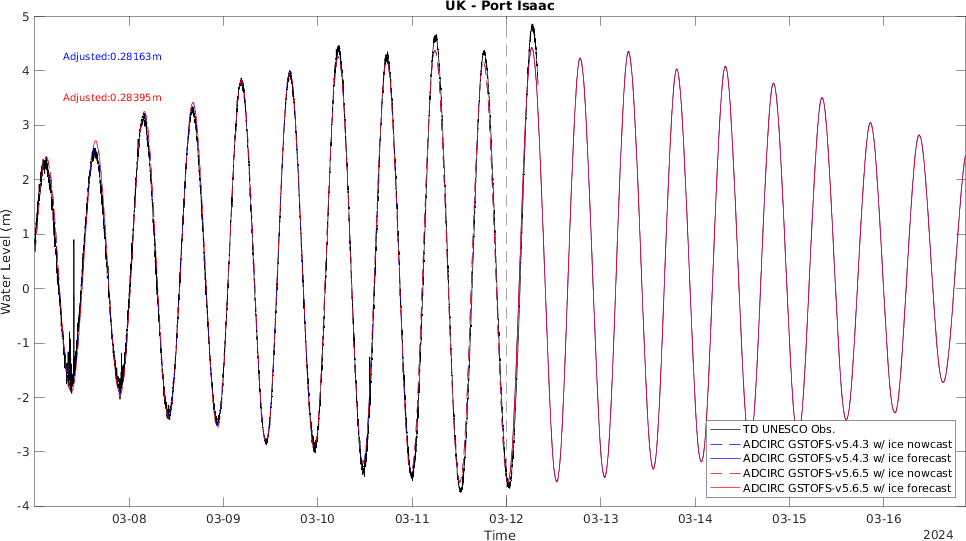 UK - Port Isaac
Adjusted:0.28163m
Adjusted:0.28395m
5
4
3
2
1
0
-1
-2
-3
-4
Water Level (m)
TD UNESCO Obs.
ADCIRC GSTOFS-v5.4.3 w/ ice nowcast
ADCIRC GSTOFS-v5.4.3 w/ ice forecast
ADCIRC GSTOFS-v5.6.5 w/ ice nowcast
ADCIRC GSTOFS-v5.6.5 w/ ice forecast
03-08 03-09 03-10 03-11 03-12 03-13 03-14 03-15 03-16
Time
2024